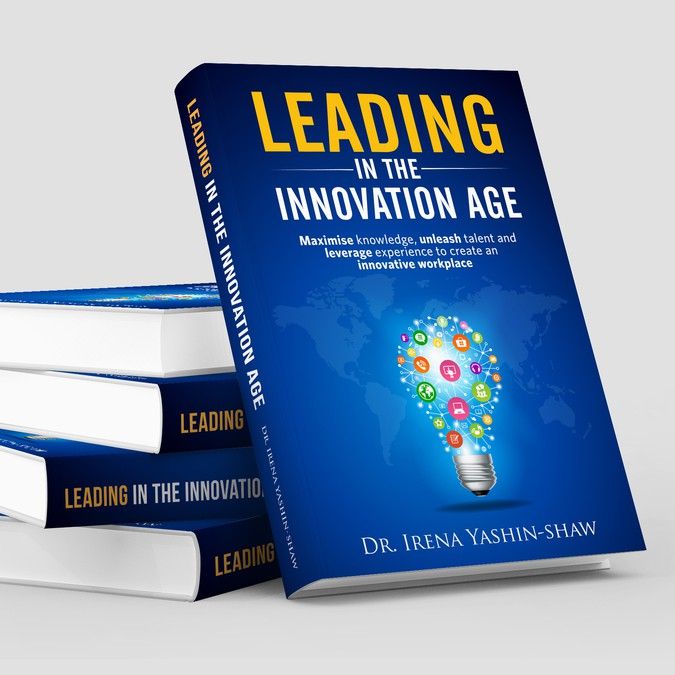 LEADING
IN THE
INNOVATION AGE
Maximise knowledge, unleash talent and
leverage experience to create an
innovative workplace
DR. IRENA YASHIN-SHAW
LEADING IN THE INNOVATION AGE
DR. IRENA YASHIN-SHAW
LEADING
LEADING IN THE INNOVATION
LEADING